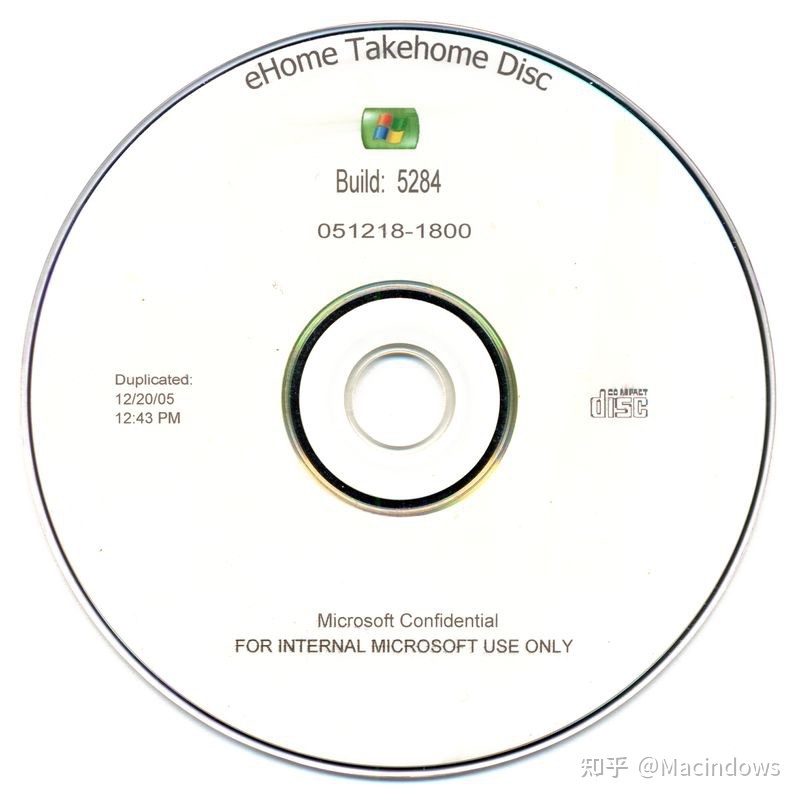 eHome Takehome Disc
Build: 5284
051218-1800
Duplicated:
12/20/05
12:43 PM
COMPACT
disc
Microsoft Confidential
FOR INTERNAL MICROSOFT USE ONLY
知乎 @Macindows